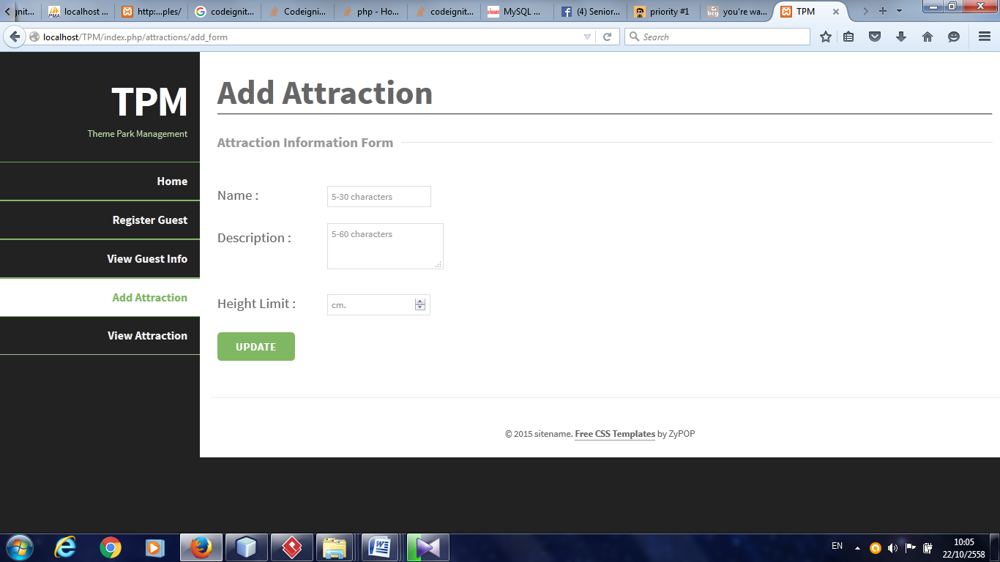 gnit...
localhost ...
http:...ples/
codeignit...
Codeigni...
php - Ho...
codeignit...
MySQL ...
(4) Senior...
priority #1
bcg
you're wa...
TPM
localhost/TPM/index.php/attractions/add_form
Search
TPM
Theme Park Management
Home
Register Guest
View Guest Info
Add Attraction
View Attraction
Add Attraction
Attraction Information Form
Name :
5-30 characters
Description :
5-60 characters
Height Limit :
cm.
UPDATE
© 2015 sitename. Free CSS Templates by ZyPOP
EN
10:05
22/10/2558